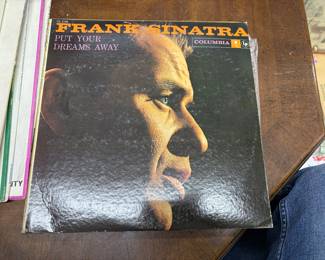 FRANK SINATRA
PUT YOUR
DREAMS AWAY
COLUMBIA